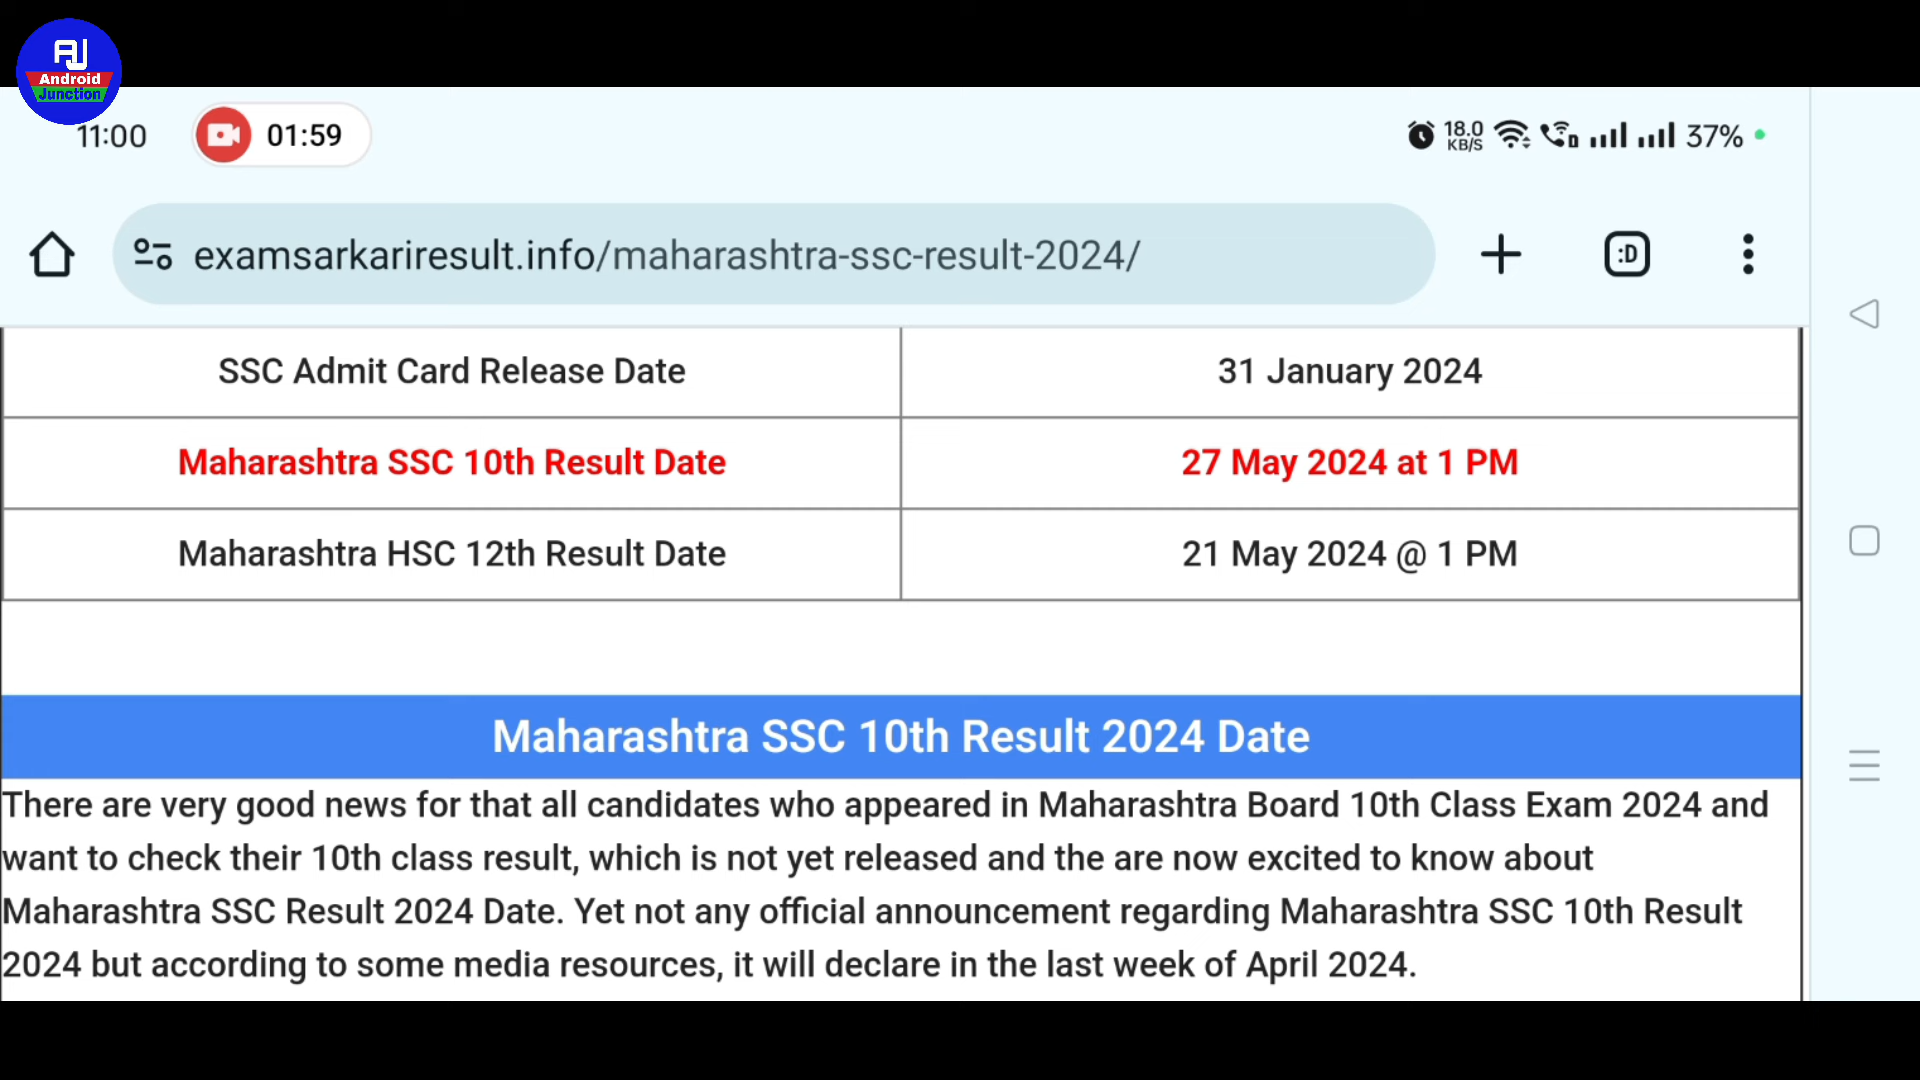 AJ
Android
Junction
11:00
01:59
18.0
KB/S
37%
examsarkariresult.info/maharashtra-ssc-result-2024/
:D
SSC Admit Card Release Date
31 January 2024
Maharashtra SSC 10th Result Date
27 May 2024 at 1 PM
Maharashtra HSC 12th Result Date
21 May 2024 @ 1 PM
Maharashtra SSC 10th Result 2024 Date
There are very good news for that all candidates who appeared in Maharashtra Board 10th Class Exam 2024 and
want to check their 10th class result, which is not yet released and the are now excited to know about
Maharashtra SSC Result 2024 Date. Yet not any official announcement regarding Maharashtra SSC 10th Result
2024 but according to some media resources, it will declare in the last week of April 2024.